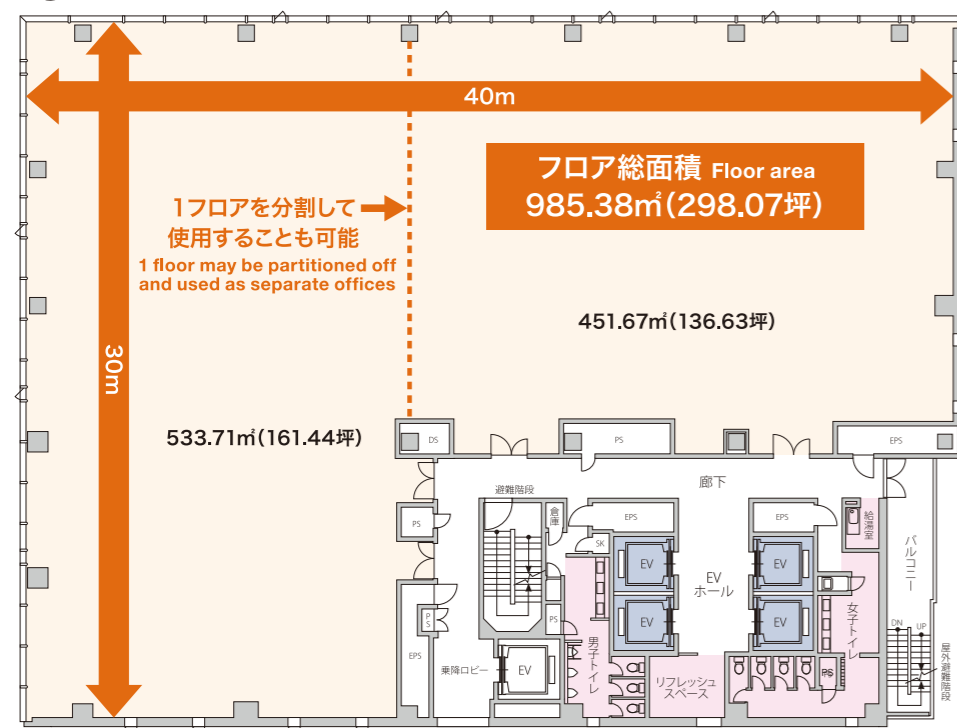 40m
フロア総面積 Floor area
985.38㎡(298.07坪)
1フロアを分割して
使用することも可能
1 floor may be partitioned off
and used as separate offices
451.67㎡(136.63坪)
30m
533.71㎡(161.44坪)
DS
PS
EPS
廊下
避難階段
倉庫
EPS
EPS
給湯室
PS
SK
バルコニー
EV
EV
EV
ホール
EV
EV
PS
PS
女子トイレ
DN
UP
EPS
乗降ロビー
EV
男子トイレ
リフレッシュ
スペース
PS
屋外避難階段